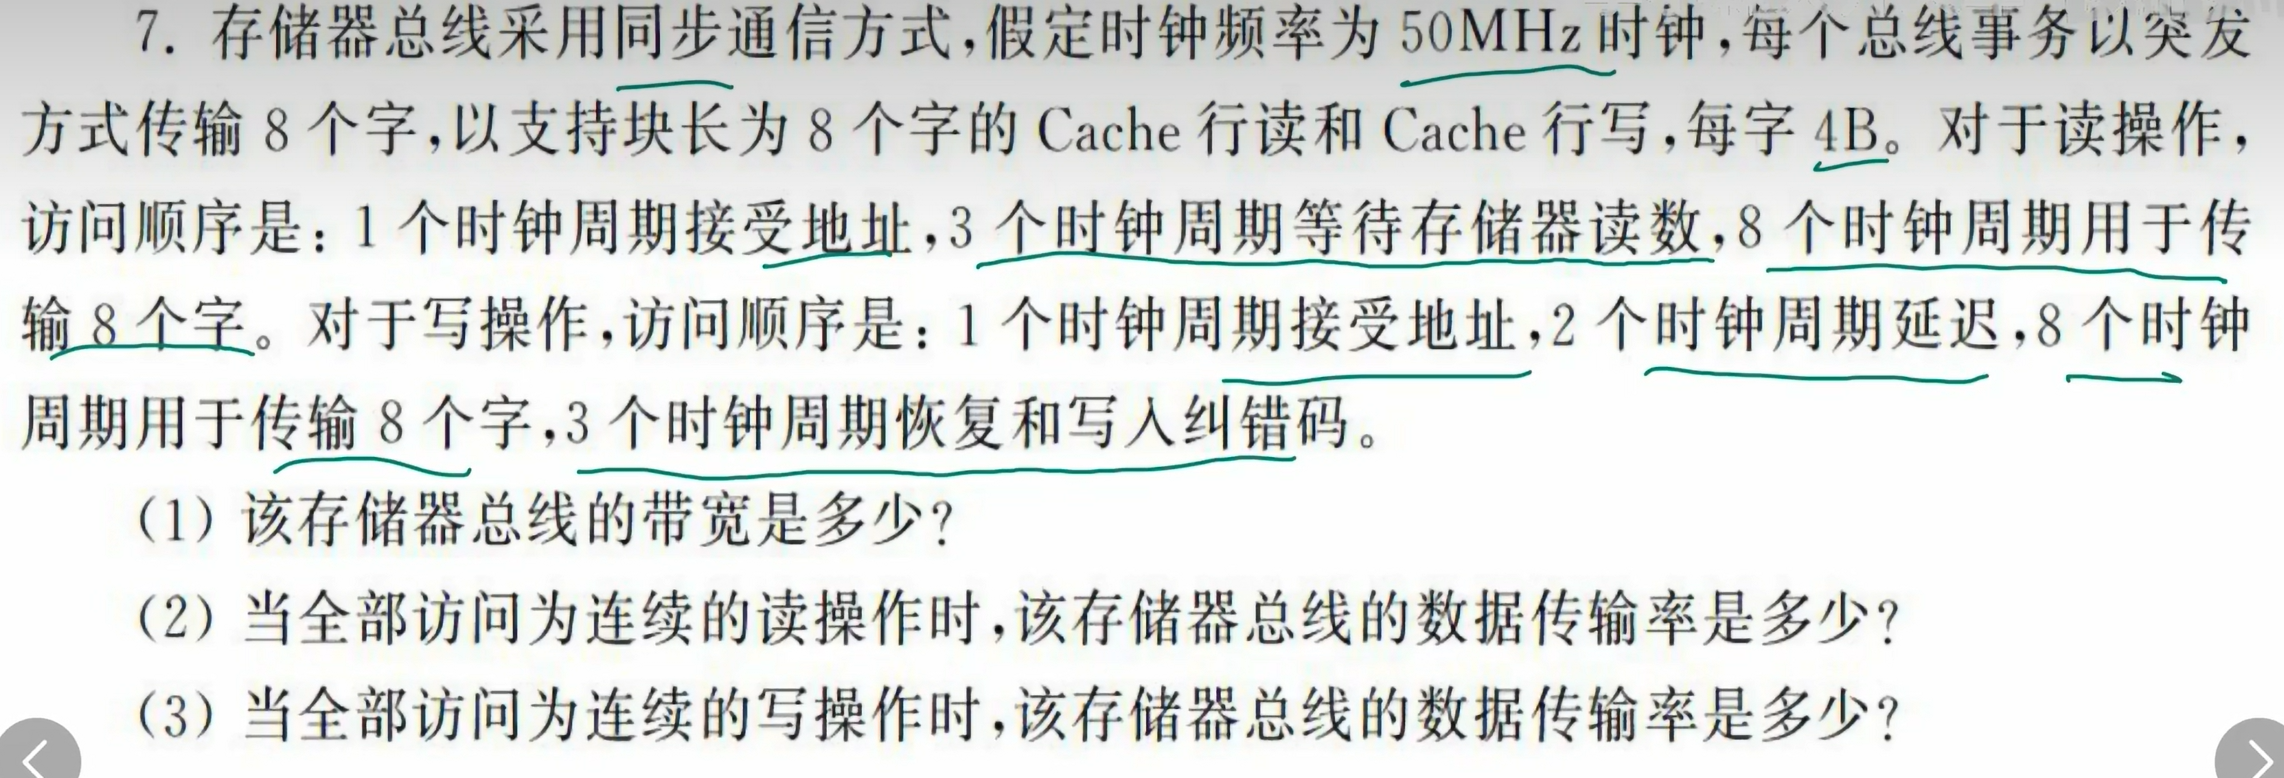 7. 存储器总线采用同步通信方式,假定时钟频率为 50MHz 时钟,每个总线事务以突发
方式传输 8 个字,以支持块长为 8 个字的 Cache 行读和 Cache 行写,每字 4B。对于读操作,
访问顺序是:1 个时钟周期接受地址,3 个时钟周期等待存储器读数,8 个时钟周期用于传
输 8 个字。对于写操作,访问顺序是:1 个时钟周期接受地址,2 个时钟周期延迟,8 个时钟
周期用于传输 8 个字,3 个时钟周期恢复和写入纠错码。
(1) 该存储器总线的带宽是多少?
(2) 当全部访问为连续的读操作时,该存储器总线的数据传输率是多少?
(3) 当全部访问为连续的写操作时,该存储器总线的数据传输率是多少?